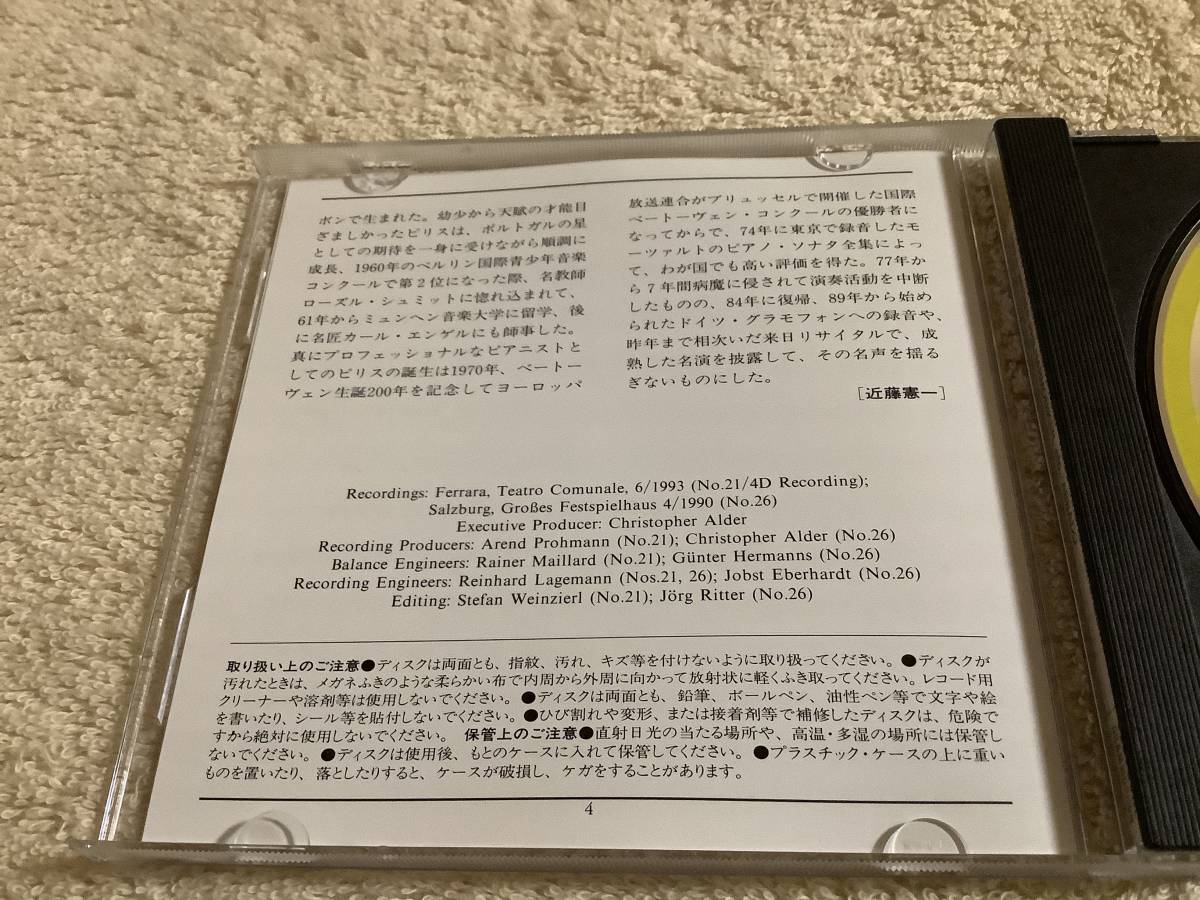 ボンで生まれた。幼少から天賦の才能目
ざましかったピリスは、ポルトガルの星
としての期待を一身に受けながら順調に
成長、1960年のベルリン国際青少年音楽
コンクールで第2位になった際、名教師
ローズル・シュミットに惚れ込まれて、
61年からミュンヘン音楽大学に留学、後
に名匠カール・エンゲルにも師事した。
真にプロフェッショナルなピアニストと
してのピリスの誕生は1970年、ベートー
ヴェン生誕200年を記念してヨーロッパ
放送連合がブリュッセルで開催した国際
ベートーヴェン・コンクールの優勝者に
なってからで、74年に東京で録音したモ
ーツァルトのピアノ・ソナタ全集によっ
て、わが国でも高い評価を得た。77年か
ら7年間病魔に侵されて演奏活動を中断
したものの、84年に復帰、89年から始め
られたドイツ・グラモフォンへの録音や、
昨年まで相次いだ来日リサイタルで、成
熟した名演を披露して、その名声を揺る
ぎないものにした。
[近藤憲一]
Recordings: Ferrara, Teatro Comunale, 6/1993 (No.21/4D Recording);
Salzburg, Großes Festspielhaus 4/1990 (No.26)
Executive Producer: Christopher Alder
Recording Producers: Arend Prohmann (No.21); Christopher Alder (No.26)
Balance Engineers: Rainer Maillard (No.21); Günter Hermanns (No.26)
Recording Engineers: Reinhard Lagemann (Nos.21, 26); Jobst Eberhardt (No.26)
Editing: Stefan Weinzierl (No.21); Jörg Ritter (No.26)
取り扱い上のご注意●ディスクは両面とも、指紋、汚れ、キズ等を付けないように取り扱ってください。●ディスクが
汚れたときは、メガネふきのような柔らかい布で内周から外周に向かって放射状に軽くふき取ってください。レコード用
クリーナーや溶剤等は使用しないでください。●ディスクは両面とも、鉛筆、ボールペン、油性ペン等で文字や絵
を書いたり、シール等を貼付しないでください。●ひび割れや変形、または接着剤等で補修したディスクは、危険で
すから絶対に使用しないでください。 保管上のご注意●直射日光の当たる場所や、高温・多湿の場所には保管し
ないでください。●ディスクは使用後、もとのケースに入れて保管してください。●プラスチック・ケースの上に重い
ものを置いたり、落としたりすると、ケースが破損し、ケガをすることがあります。
4